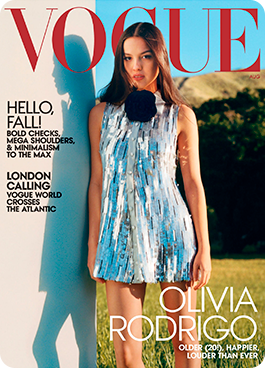 VOGUE
AUG
HELLO,
FALL!
BOLD CHECKS,
MEGA SHOULDERS,
& MINIMALISM
TO THE MAX
LONDON
CALLING
VOGUE WORLD
CROSSES
THE ATLANTIC
OLIVIA
RODRIGO
OLDER (20!), HAPPIER,
LOUDER THAN EVER